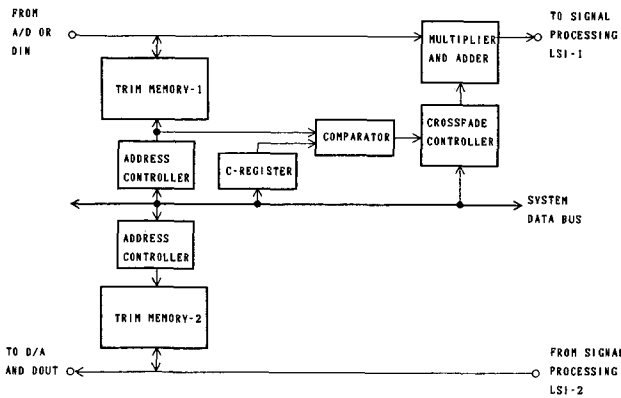 FROM
A/D OR
DIN
TO SIGNAL
PROCESSING
LSI-1
MULTIPLIER
AND ADDER
TRIM MEMORY-1
COMPARATOR
CROSSFADE
CONTROLLER
ADDRESS
CONTROLLER
C-REGISTER
SYSTEM
DATA BUS
ADDRESS
CONTROLLER
TRIM MEMORY-2
TO D/A
AND DOUT
FROM SIGNAL
PROCESSING
LSI-2